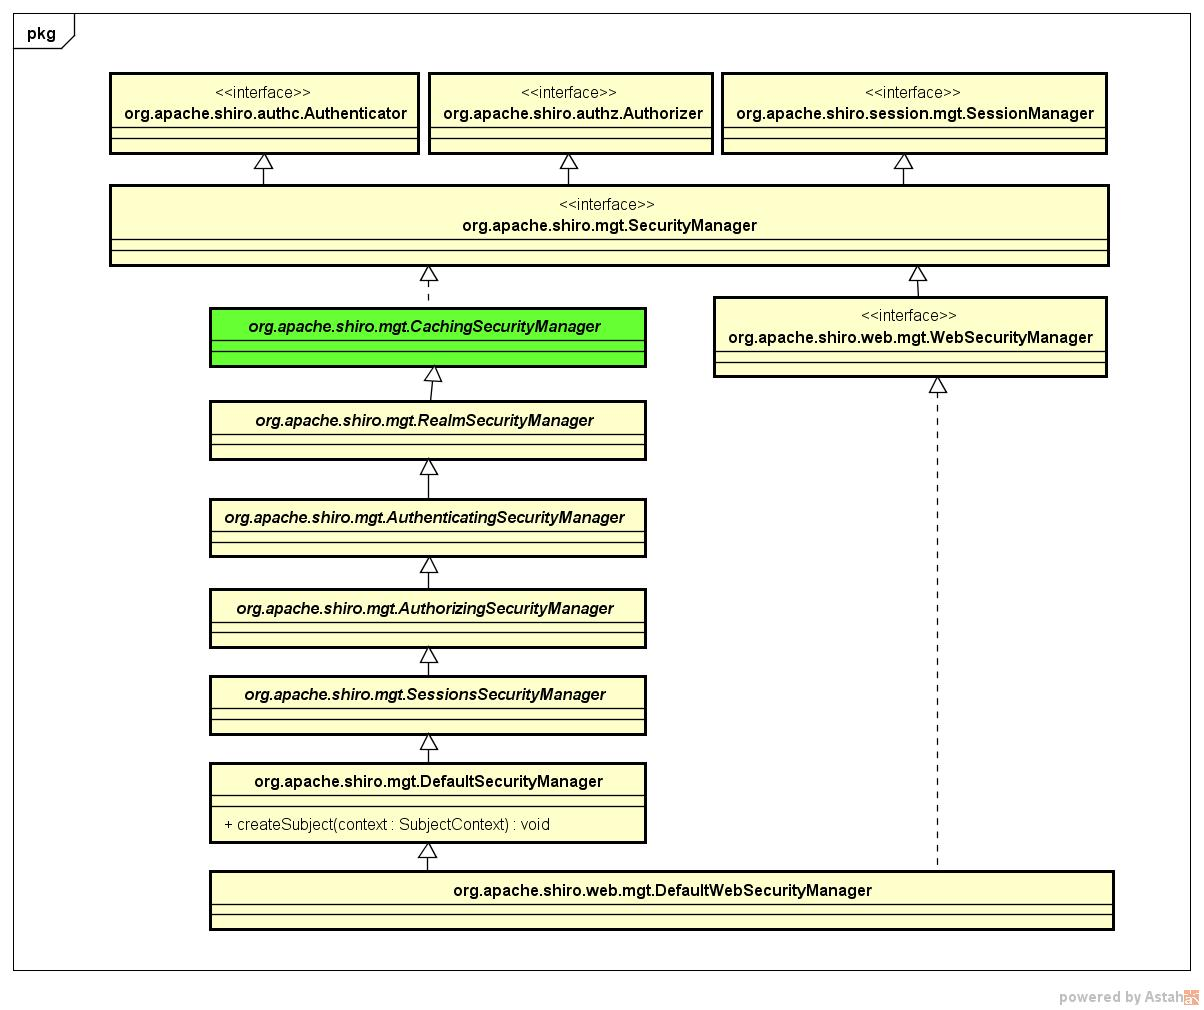 pkg
<<interface>>
org.apache.shiro.authc.Authenticator
<<interface>>
org.apache.shiro.authz.Authorizer
<<interface>>
org.apache.shiro.session.mgt.SessionManager
<<interface>>
org.apache.shiro.mgt.SecurityManager
org.apache.shiro.mgt.CachingSecurityManager
<<interface>>
org.apache.shiro.web.mgt.WebSecurityManager
org.apache.shiro.mgt.RealmSecurityManager
org.apache.shiro.mgt.AuthenticatingSecurityManager
org.apache.shiro.mgt.AuthorizingSecurityManager
org.apache.shiro.mgt.SessionsSecurityManager
org.apache.shiro.mgt.DefaultSecurityManager
+ createSubject(context : SubjectContext) : void
org.apache.shiro.web.mgt.DefaultWebSecurityManager
powered by Astah